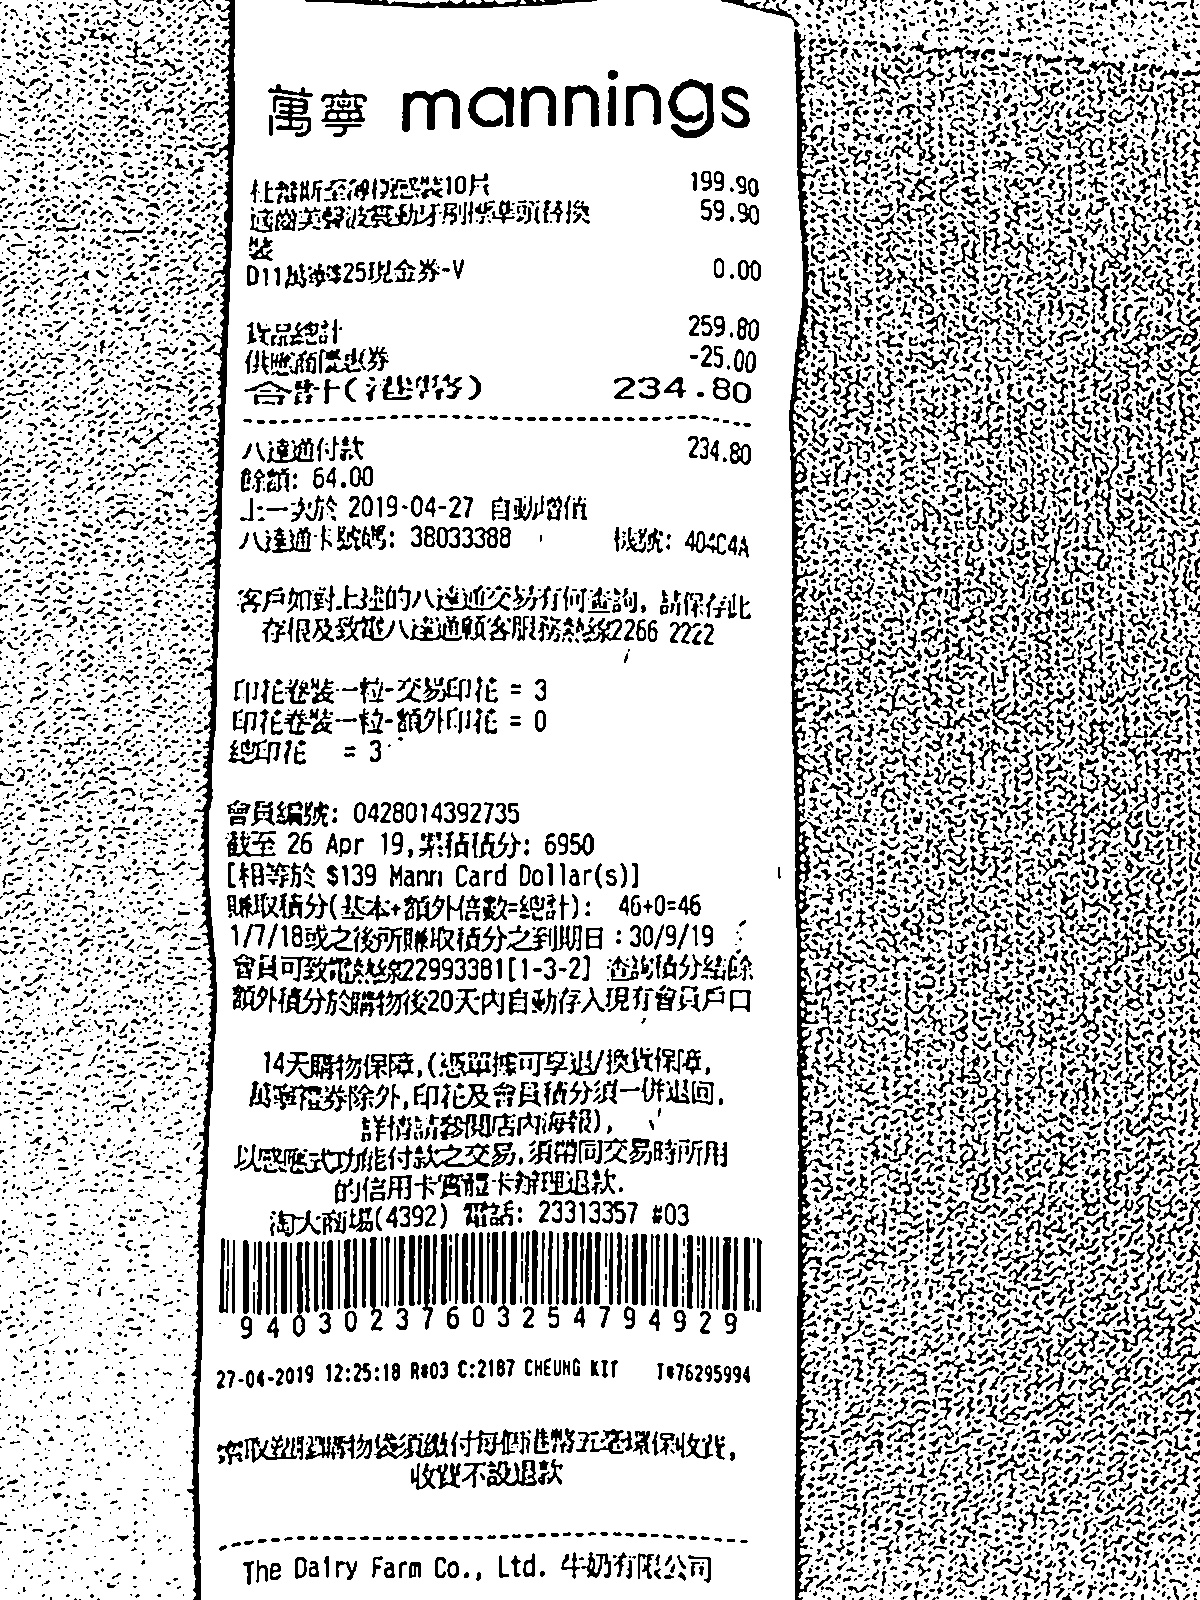 萬寧 mannings
杜蕾斯至薄 裝10片 199.90
聲波震動牙刷標準頭替換 59.90
裝
D11萬寧$25現金券-V 0.00
貨品總計 259.80
供應商優惠券 -25.00
合計(港幣) 234.80
八達通付款 234.80
餘額: 64.00
上一次於 2019-04-27 自動增值
八達通卡號碼: 38033388 機號: 404C4A
客戶如對上述的八達通交易有何查詢, 請保存此
存根及致電八達通顧客服務熱線2266 2222
印花卷裝一粒-交易印花 = 3
印花卷裝一粒-額外印花 = 0
總印花 = 3
會員編號: 0428014392735
截至 26 Apr 19,累積積分: 6950
[相等於 $139 Mann Card Dollar(s)]
賺取積分(基本+額外倍數=總計): 46+0=46
1/7/18或之後所賺取積分之到期日:30/9/19
會員可致電熱線22993381[1-3-2] 查詢積分結餘
額外積分於購物後20天內自動存入現有會員戶口
14天購物保障,(憑單據可享退/換貨保障,
萬寧禮券除外,印花及會員積分須一併退回,
詳情請參閱店內海報),
以感應式功能付款之交易,須帶同交易時所用
的信用卡實體卡辦理退款.
淘大商場(4392) 電話: 23313357 #03
94030237603254794929
27-04-2019 12:25:18 R#03 C:2187 CHEUNG KIT T#76295994
索取塑膠購物袋須繳付每個港幣五毫環保收費,
收費不設退款
The Dairy Farm Co., Ltd. 牛奶有限公司